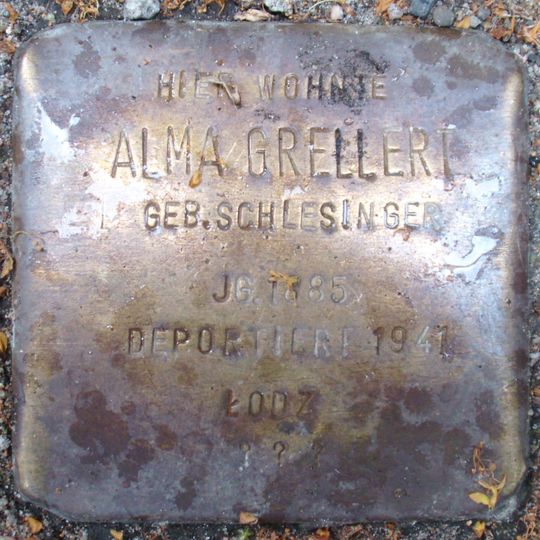 HIER WOHNTE
ALMA GRELLERT
GEB. SCHLESINGER
JG. 1885
DEPORTIERT 1941
ŁODZ
? ? ?